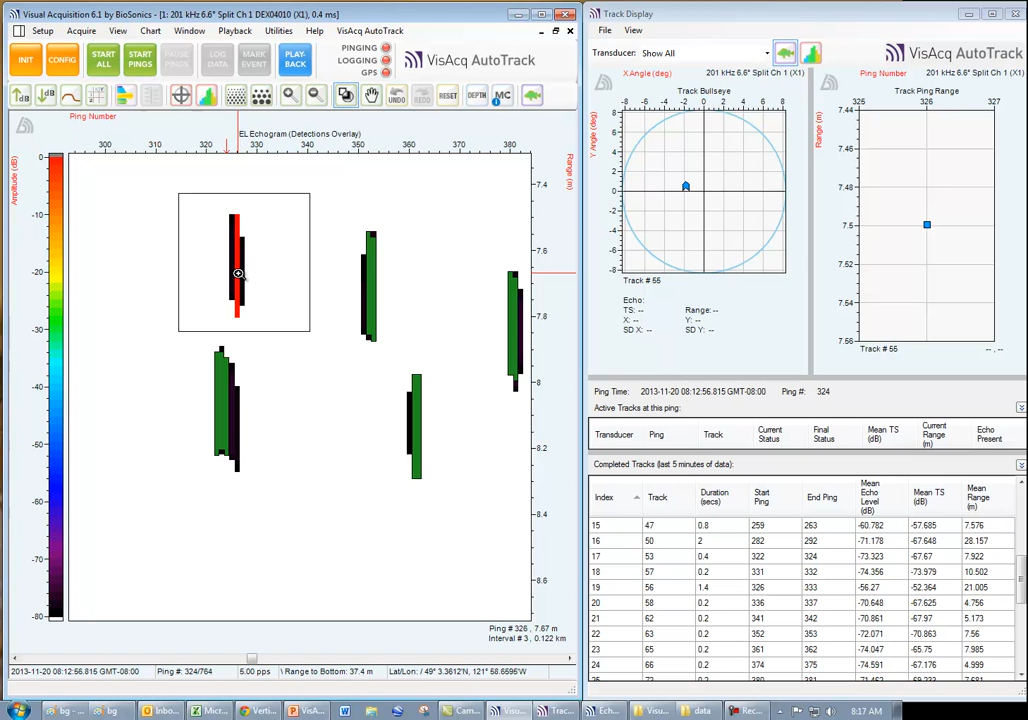 Visual Acquisition 6.1 by BioSonics - [1: 201 kHz 6.6° Split Ch 1 DEX04010 (X1), 0.4 ms]
Setup Acquire View Chart Window Playback Utilities Help VisAcq AutoTrack
INIT CONFIG START ALL START PINGS PAUSE PINGS LOG DATA MARK EVENT PLAY-BACK
PINGING
LOGGING
GPS
VisAcq AutoTrack
dB dB UNDO REDO RESET DEPTH MC
Ping Number
EL Echogram (Detections Overlay)
300 320 330 340 350 360 370 380
Amplitude (dB)
0
-10
-20
-30
-40
-50
-60
-70
-80
Range (m)
7.4
7.6
7.8
8
8.2
8.4
8.6
Ping # 326 , 7.67 m
Interval # 3 , 0.122 km
2013-11-20 08:12:56.815 GMT-08:00 Ping #: 324/764 5.00 pps \ Range to Bottom: 37.4 m Lat/Lon: / 49° 3.3612'N, 121° 58.6595'W
Track Display
File View
Transducer: Show All
VisAcq AutoTrack
X Angle (deg) 201 kHz 6.6° Split Ch 1 (X1)
Track Bullseye
-8 -6 -4 -2 0 2 4 6 8
Y Angle (deg)
8
6
4
2
0
-2
-4
-6
-8
Track # 55
Echo:
TS: -- Range: --
X: -- Y: --
SD X: -- SD Y: --
Ping Number 201 kHz 6.6° Split Ch 1 (X1)
Track Ping Range
325 326 327
Range (m)
7.44
7.46
7.48
7.5
7.52
7.54
7.56
Track # 55 -- , --
Ping Time: 2013-11-20 08:12:56.815 GMT-08:00 Ping #: 324
Active Tracks at this ping:
Transducer Ping Track Current Status Final Status Mean TS (dB) Current Range (m) Echo Present
Completed Tracks (last 5 minutes of data):
Index Track Duration (secs) Start Ping End Ping Mean Echo Level (dB) Mean TS (dB) Mean Range (m)
15 47 0.8 259 263 -60.782 -57.685 7.576
16 50 2 282 292 -71.178 -67.648 28.157
17 53 0.4 322 324 -73.323 -67.67 7.922
18 57 0.2 331 332 -74.356 -73.979 10.502
19 56 1.4 326 333 -56.27 -52.364 21.005
20 58 0.2 336 337 -70.648 -67.625 4.756
21 62 0.2 341 342 -70.861 -67.97 5.173
22 63 0.2 352 353 -72.071 -70.863 7.56
23 65 0.2 361 362 -74.047 -65.75 7.985
24 66 0.2 374 375 -74.591 -67.176 4.999
bg - ... bg Inbo... Micr... Verti... VisA... Cam... Visu... Trac... Ech... Visu... data Rec... 8:17 AM